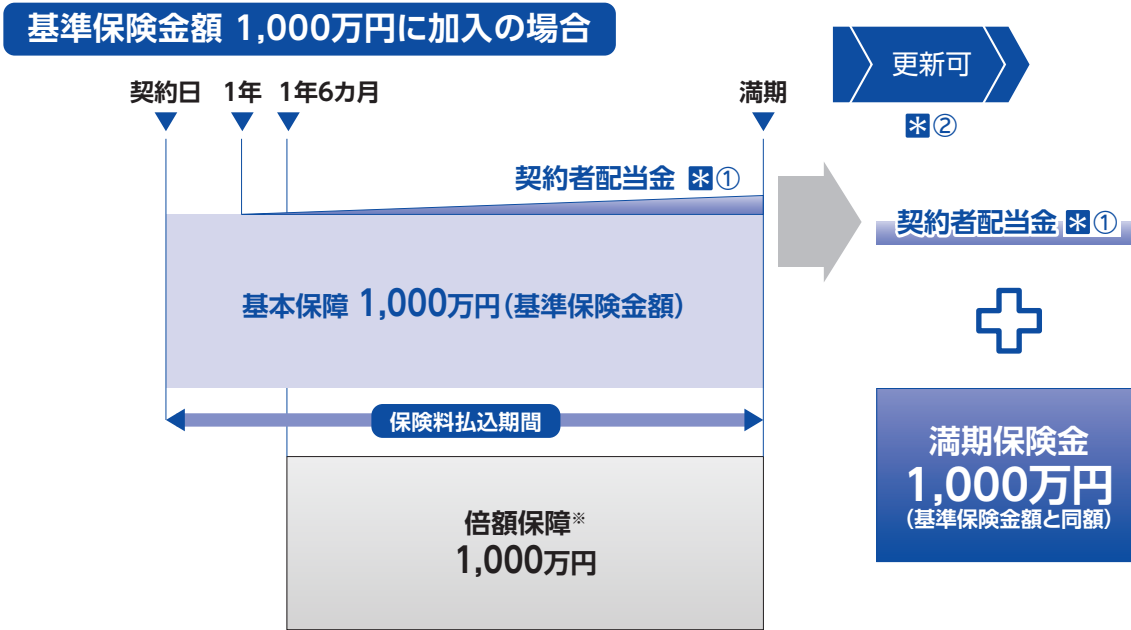 基準保険金額 1,000万円に加入の場合
契約日 1年 1年6カ月 満期
更新可
*②
契約者配当金 *①
契約者配当金 *①
基本保障 1,000万円(基準保険金額)
保険料払込期間
倍額保障※
1,000万円
満期保険金
1,000万円
(基準保険金額と同額)